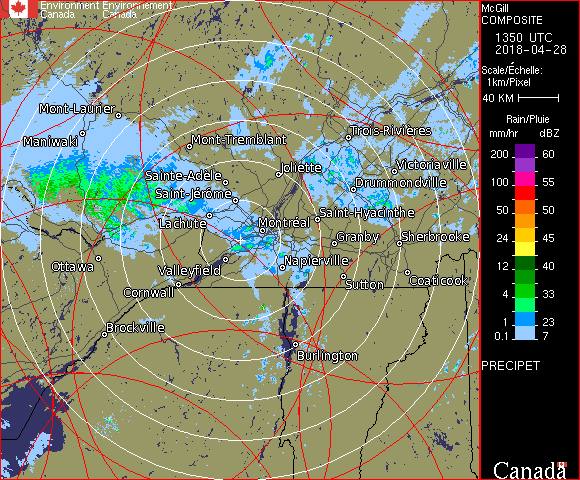 Environment Environnement
Canada Canada
McGill
COMPOSITE
1350 UTC
2018-04-28
Scale/Échelle:
1km/Pixel
40 KM
Rain/Pluie
mm/hr dBZ
200 60
150 57
100 55
50 50
24 45
12 40
4 33
1 23
0.1 7
PRECIPET
Canada
Mont-Laurier
Maniwaki
Mont-Tremblant
Trois-Rivières
Joliette
Victoriaville
Sainte-Adèle
Drummondville
Saint-Jérôme
Lachute
Saint-Hyacinthe
Montréal
Granby
Sherbrooke
Ottawa
Valleyfield
Napierville
Cornwall
Sutton
Coaticook
Brockville
Burlington